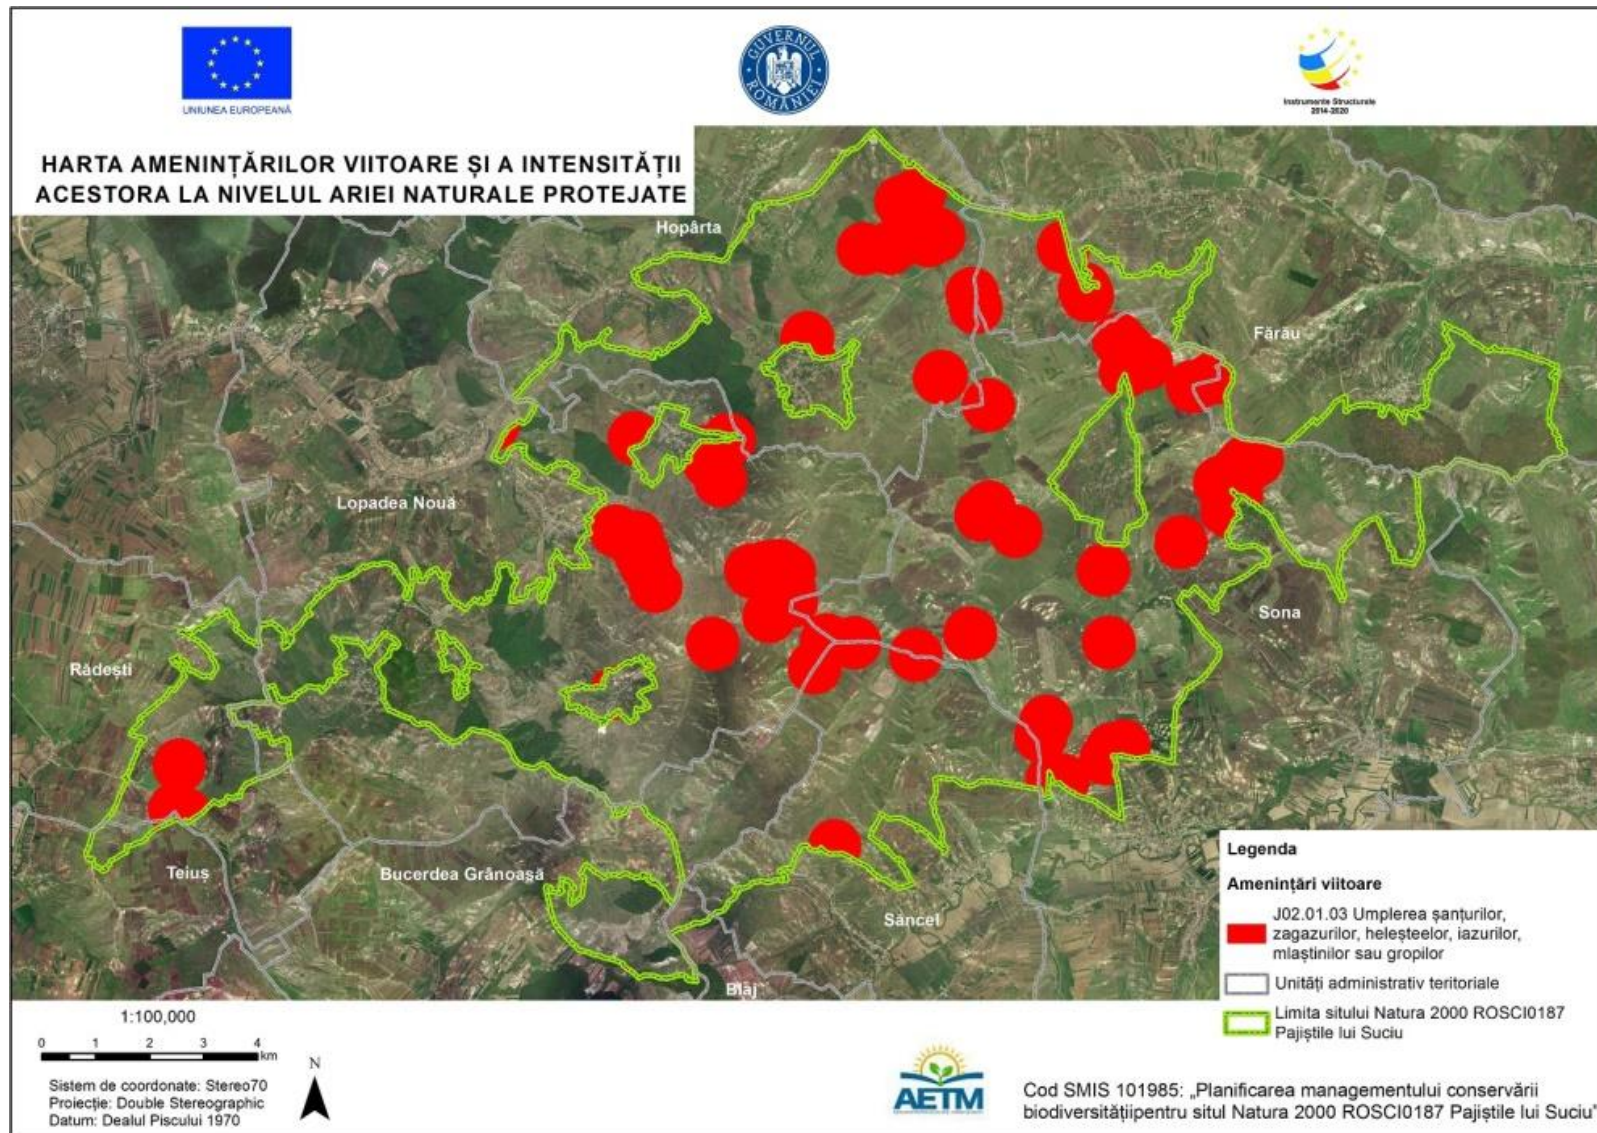 UNIUNEA EUROPEANĂ
GUVERNUL
ROMÂNIEI
Instrumente Structurale
2014-2020
HARTA AMENINȚĂRILOR VIITOARE ȘI A INTENSITĂȚII
ACESTORA LA NIVELUL ARIEI NATURALE PROTEJATE
Hopârta
Fărău
Lopadea Nouă
Sona
Rădești
Teiuș
Bucerdea Grânoașă
Sâncel
Blaj
Legenda
Amenințări viitoare
J02.01.03 Umplerea șanțurilor,
zagazurilor, heleșteelor, iazurilor,
mlaștinilor sau gropilor
Unități administrativ teritoriale
Limita sitului Natura 2000 ROSCI0187
Pajiștile lui Suciu
1:100,000
0 1 2 3 4
km
N
Sistem de coordonate: Stereo70
Proiecție: Double Stereographic
Datum: Dealul Piscului 1970
AETM
Cod SMIS 101985: „Planificarea managementului conservării
biodiversitățiipentru situl Natura 2000 ROSCI0187 Pajiștile lui Suciu"